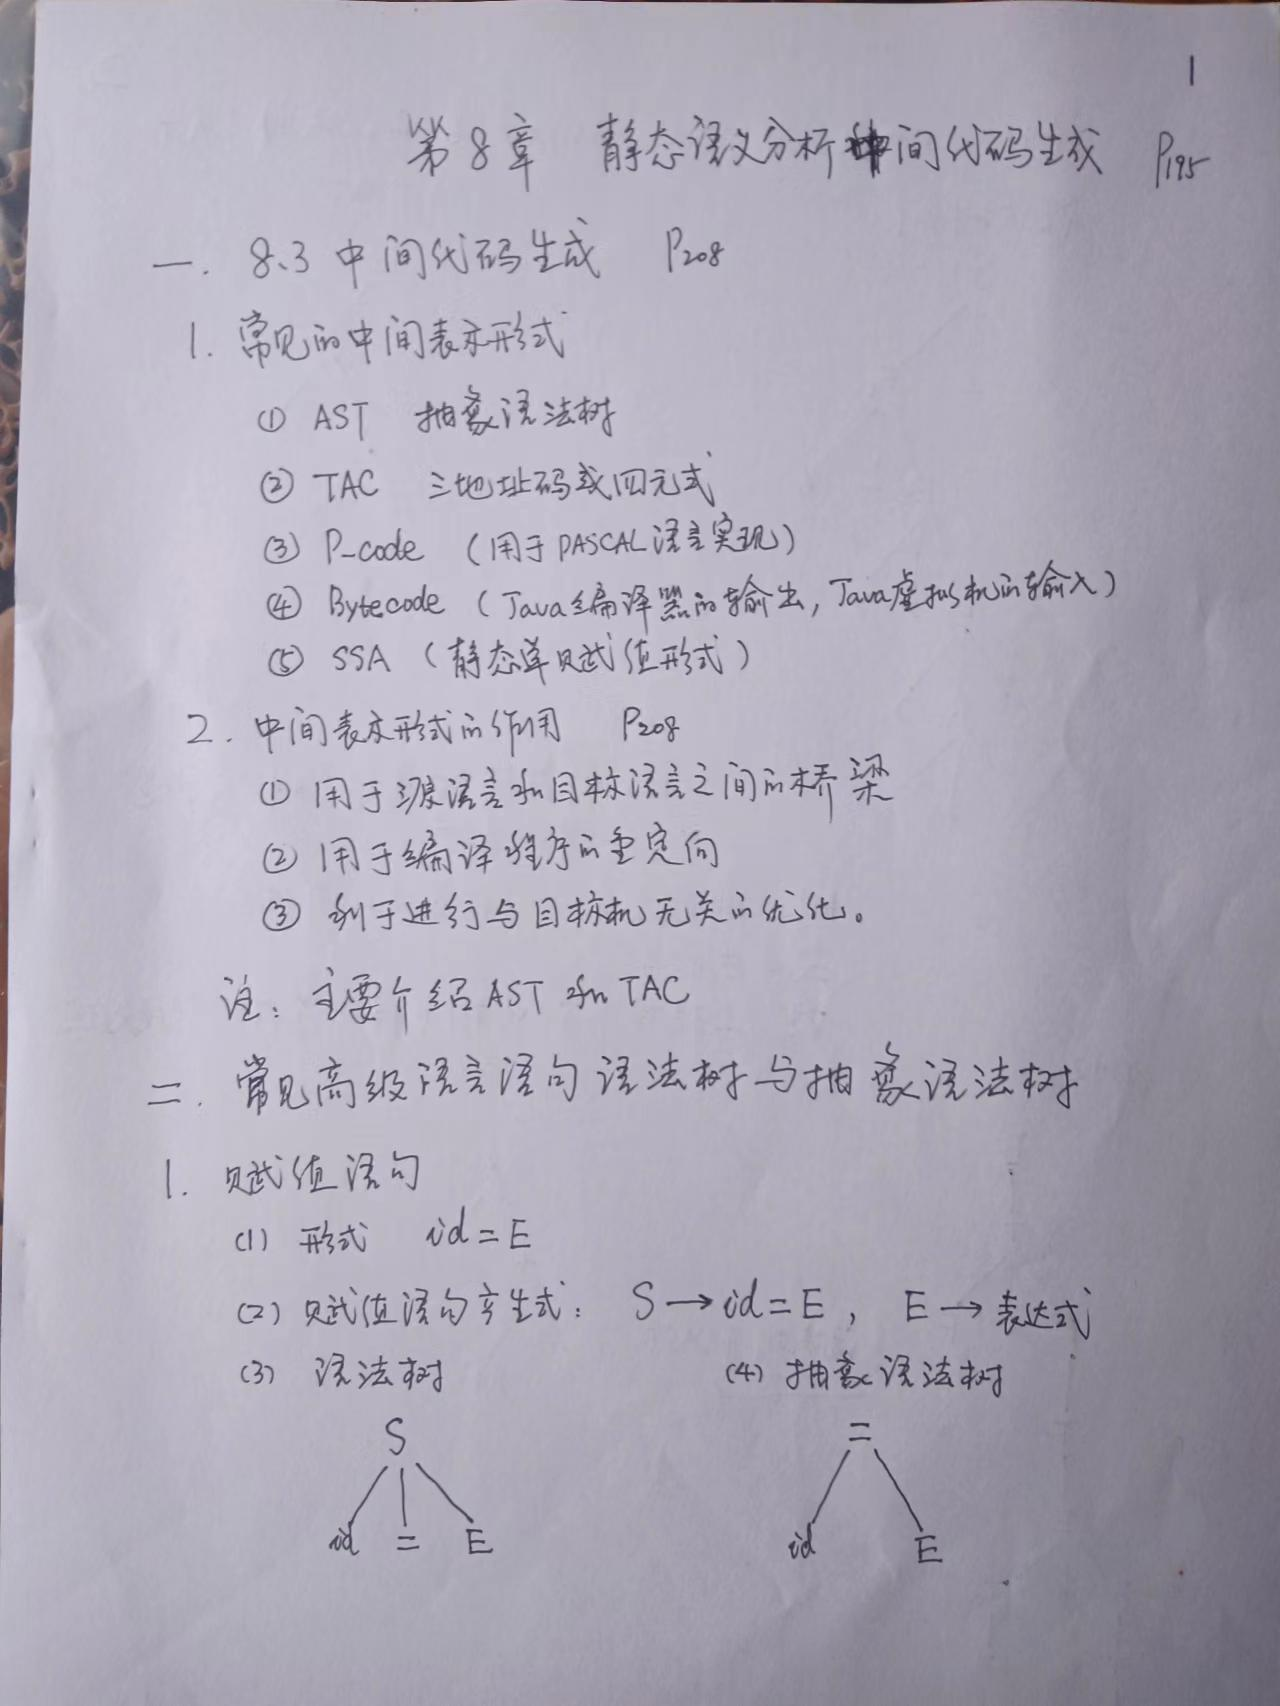 1
第8章 静态语义分析中间代码生成 P195
一. 8.3 中间代码生成 P208
1. 常见的中间表示形式
① AST 抽象语法树
② TAC 三地址码或四元式
③ P-code (用于PASCAL语言实现)
④ Bytecode (Java编译器的输出, Java虚拟机的输入)
⑤ SSA (静态单赋值形式)
2. 中间表示形式的作用 P208
① 用于源语言和目标语言之间的桥梁
② 用于编译程序的重定向
③ 利于进行与目标机无关的优化。
注: 主要介绍AST和TAC
二. 常见高级语言语句语法树与抽象语法树
1. 赋值语句
(1) 形式 id=E
(2) 赋值语句产生式: S→id=E, E→表达式
(3) 语法树 (4) 抽象语法树
S =
id = E id E